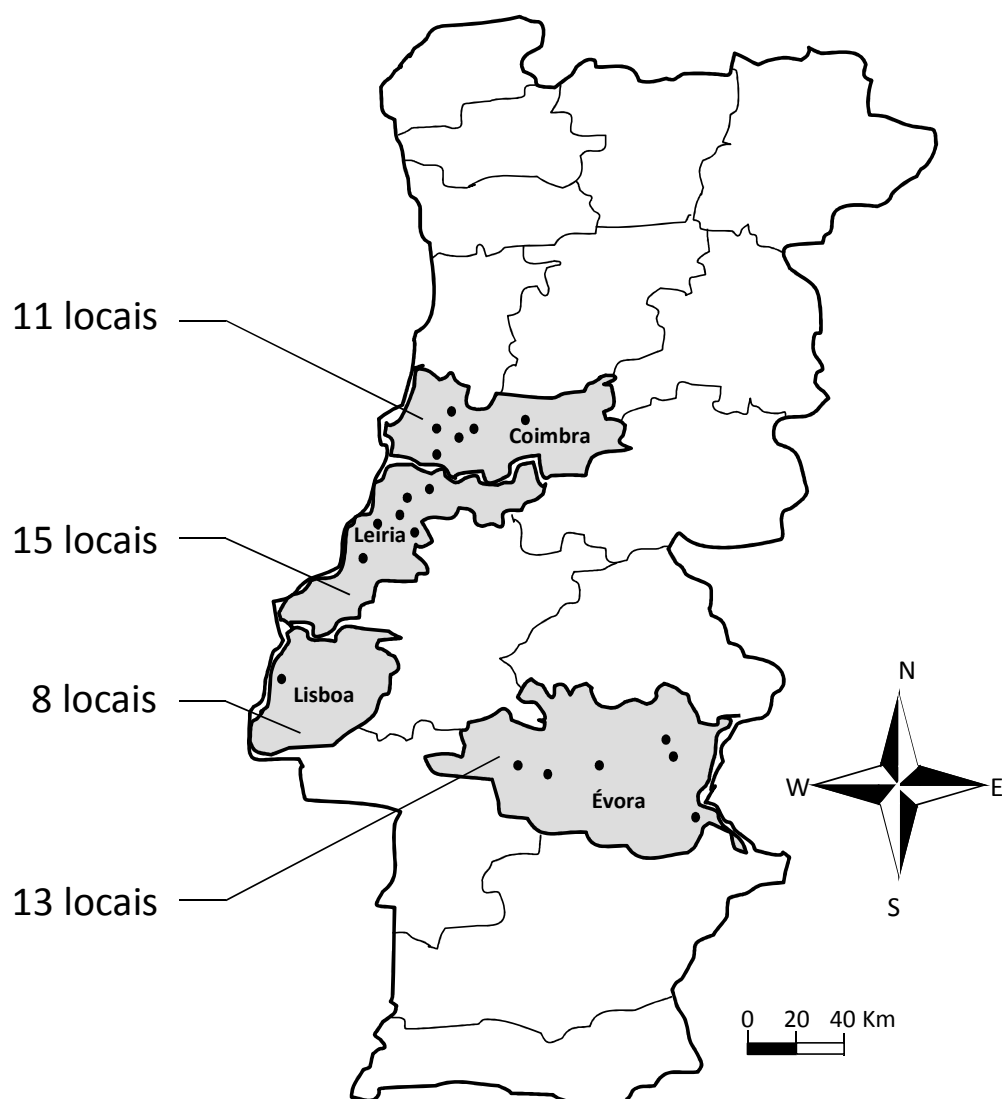 11 locais
Coimbra
15 locais
Leiria
8 locais
Lisboa
13 locais
Évora
N
W
E
S
0 20 40 Km